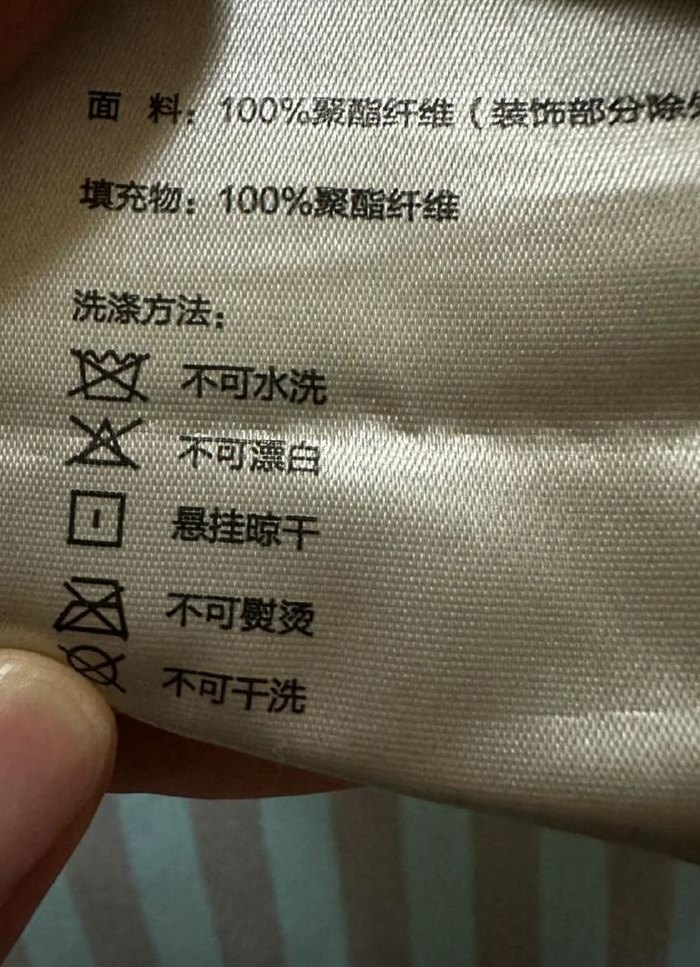 面 料：100%聚酯纤维（装饰部分除
填充物：100%聚酯纤维
洗涤方法：
不可水洗
不可漂白
悬挂晾干
不可熨烫
不可干洗